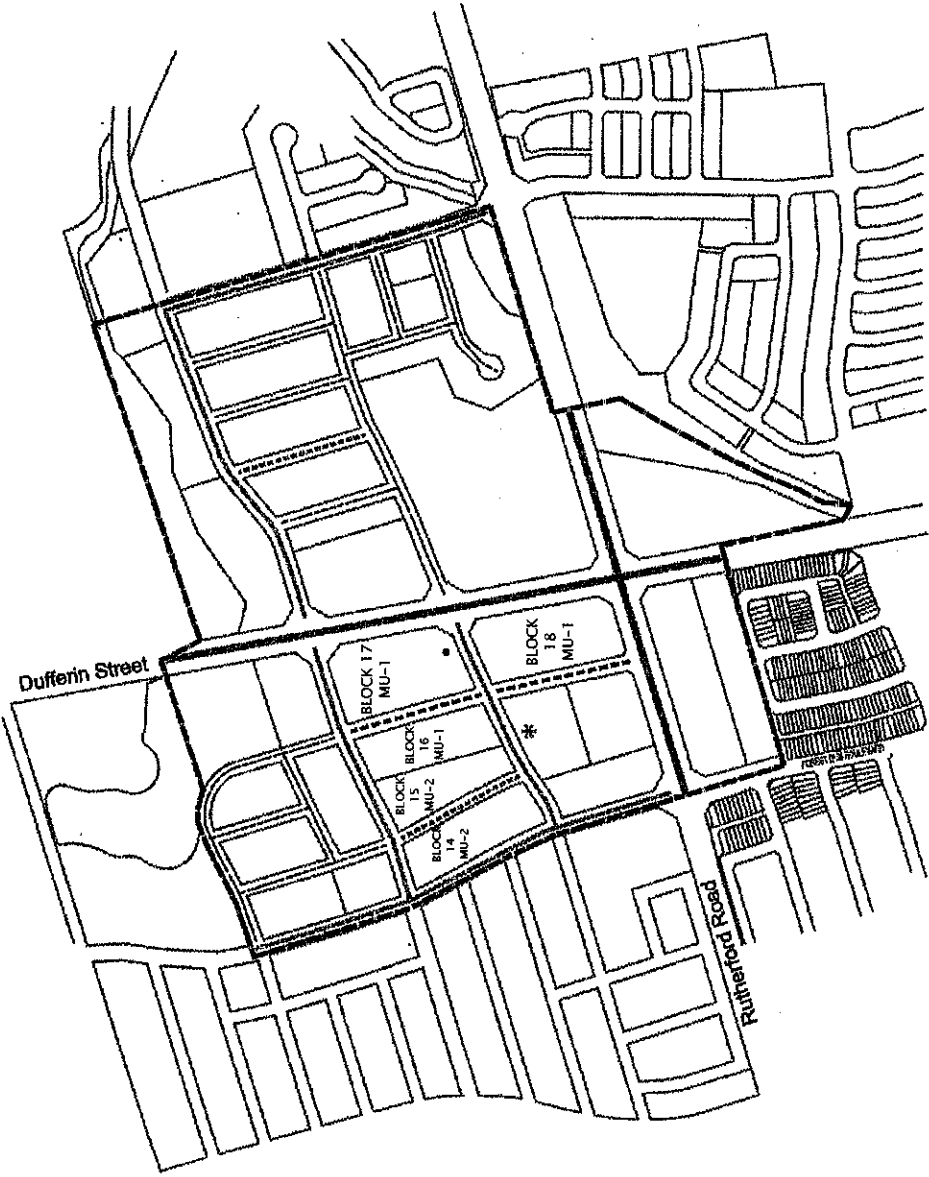 Dufferin Street
BLOCK 17
MU-1
BLOCK
18
MU-1
BLOCK
16
MU-1
BLOCK
15
MU-2
BLOCK
14
MU-2
*
Rutherford Road